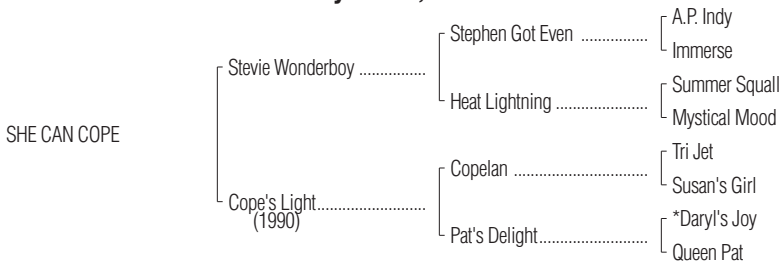 A.P. Indy
Stephen Got Even ................
Immerse
Stevie Wonderboy ................
Summer Squall
Heat Lightning ......................
Mystical Mood
SHE CAN COPE
Tri Jet
Copelan ................................
Susan's Girl
Cope's Light..........................
(1990)
*Daryl's Joy
Pat's Delight..........................
Queen Pat